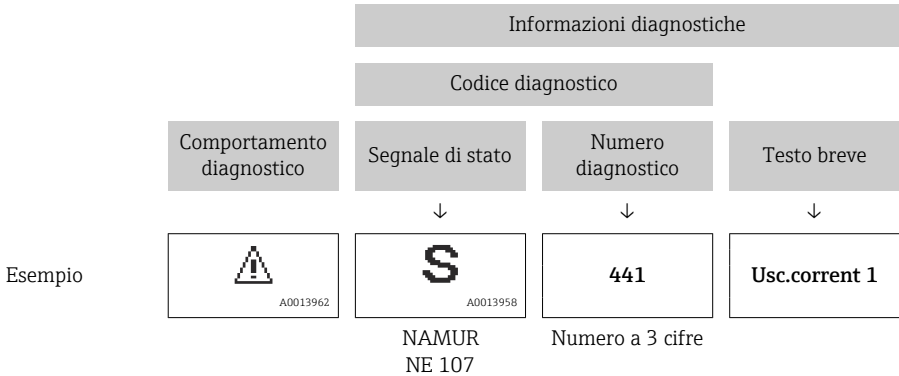 Informazioni diagnostiche
Codice diagnostico
Comportamento
diagnostico
Segnale di stato
Numero
diagnostico
Testo breve
↓ ↓ ↓
Esempio
⚠
A0013962
S
A0013958
441
Usc.corrent 1
NAMUR
NE 107
Numero a 3 cifre